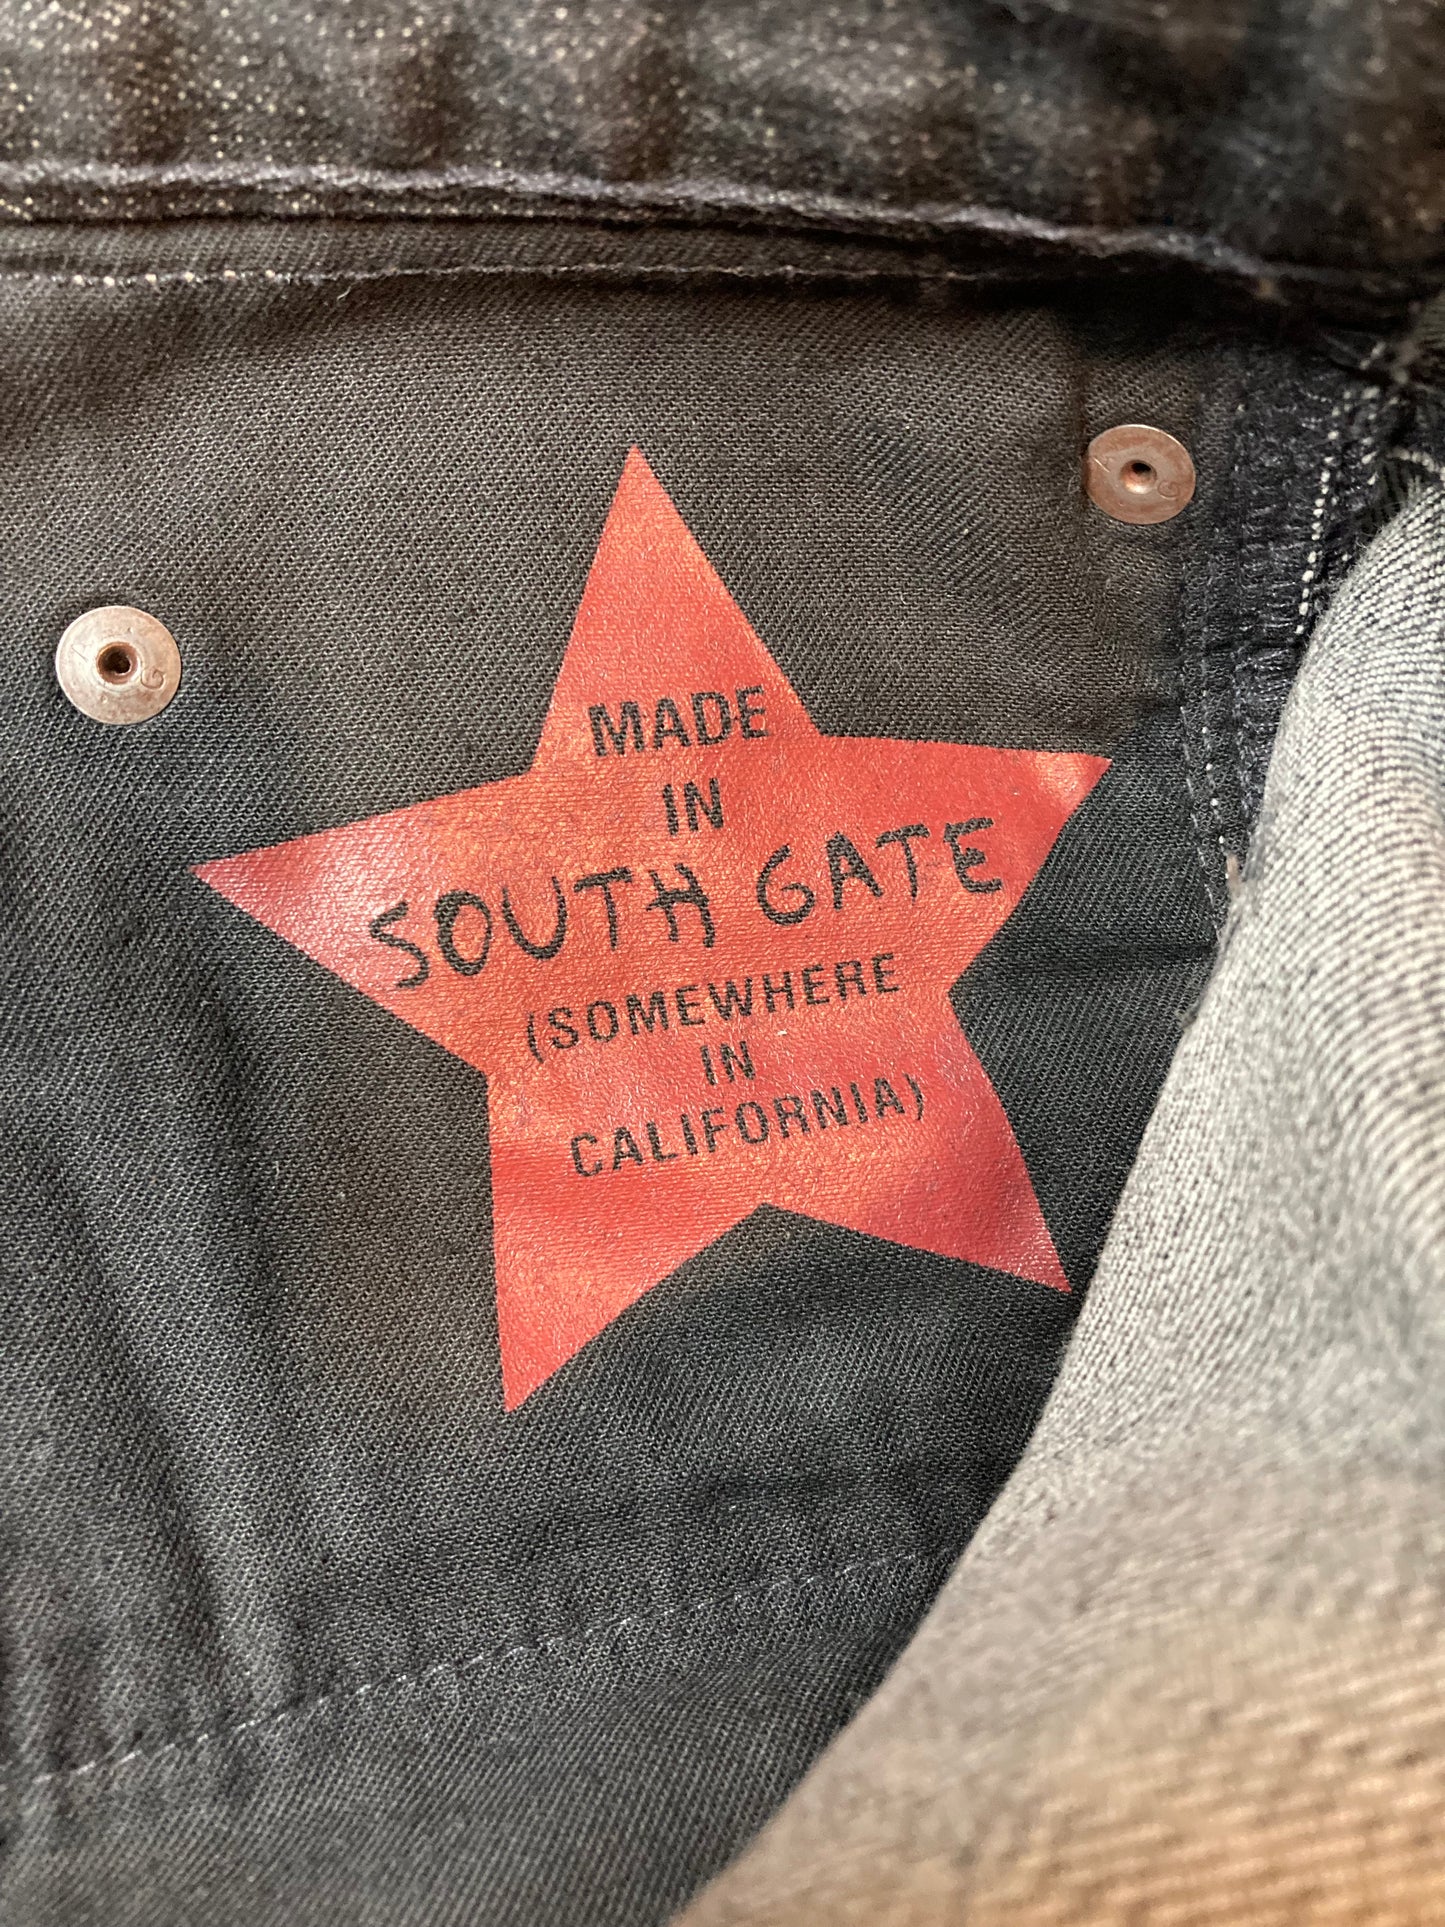 MADE
IN
SOUTH GATE
(SOMEWHERE
IN
CALIFORNIA)
A G
A G